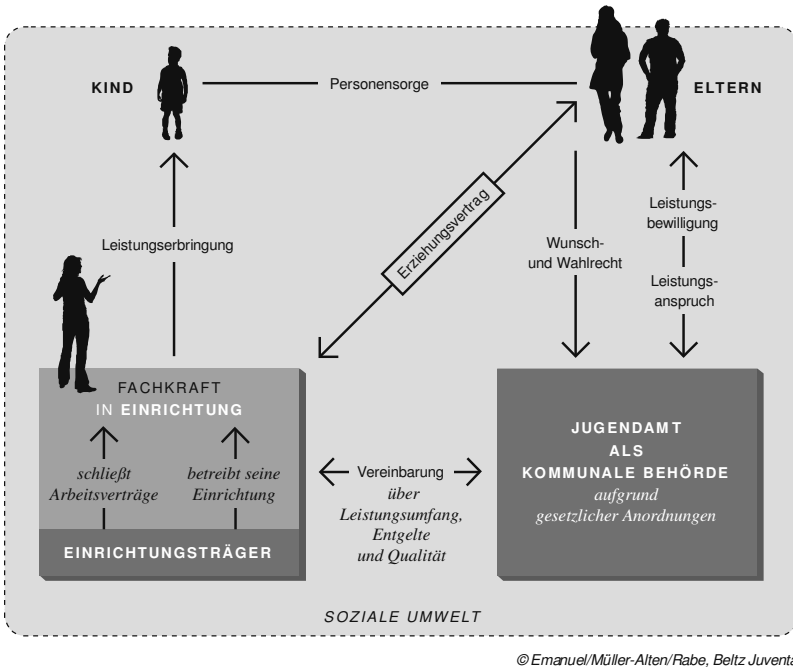 KIND
Personensorge
ELTERN
Leistungserbringung
Erziehungsvertrag
Wunsch-
und Wahlrecht
Leistungs-
bewilligung
Leistungs-
anspruch
FACHKRAFT
IN EINRICHTUNG
schließt
Arbeitsverträge
betreibt seine
Einrichtung
EINRICHTUNGSTRÄGER
Vereinbarung
über
Leistungsumfang,
Entgelte
und Qualität
JUGENDAMT
ALS
KOMMUNALE BEHÖRDE
aufgrund
gesetzlicher Anordnungen
SOZIALE UMWELT
© Emanuel/Müller-Alten/Rabe, Beltz Juventa